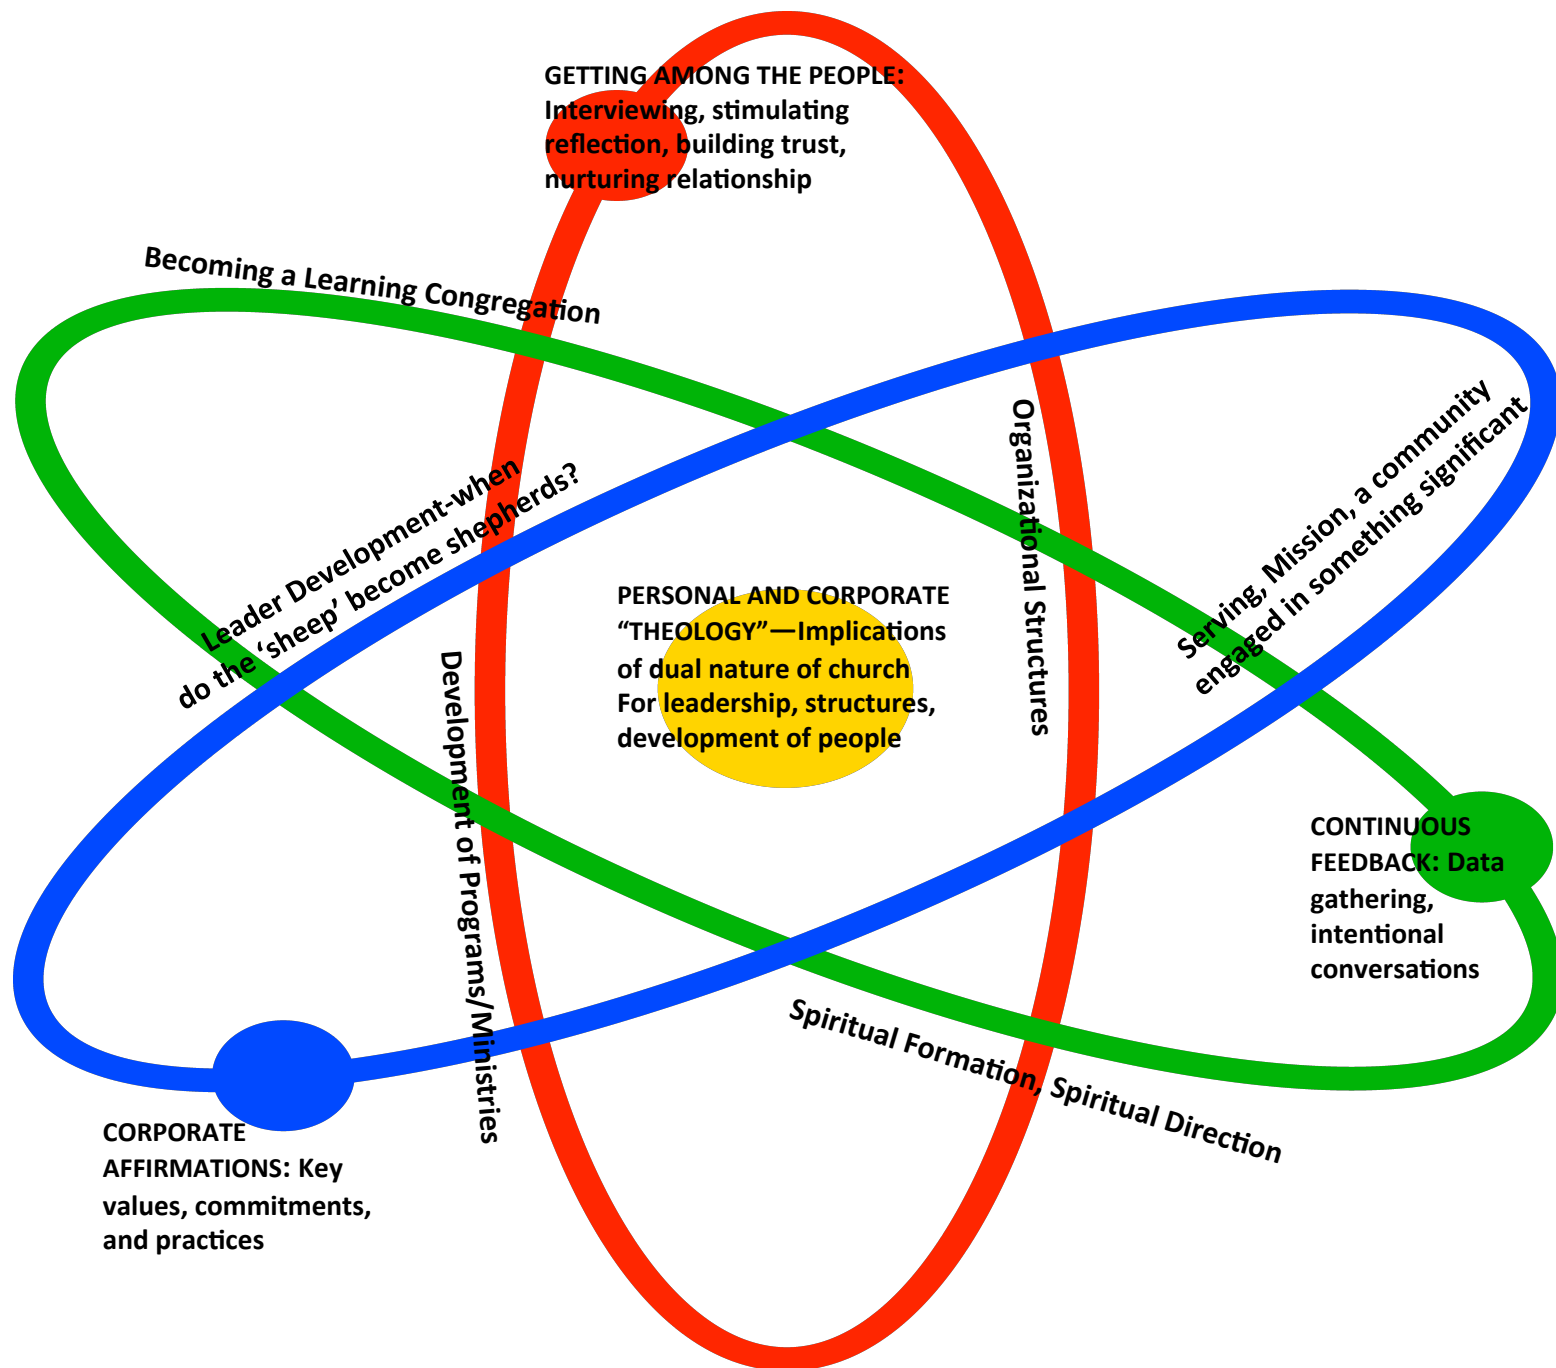 GETTING AMONG THE PEOPLE:
Interviewing, stimulating
reflection, building trust,
nurturing relationship
Becoming a Learning Congregation
Leader Development-when
do the ‘sheep’ become shepherds?
Organizational Structures
Serving, Mission, a community
engaged in something significant
PERSONAL AND CORPORATE
“THEOLOGY”—Implications
of dual nature of church
For leadership, structures,
development of people
Development of Programs/Ministries
CONTINUOUS
FEEDBACK: Data
gathering,
intentional
conversations
Spiritual Formation, Spiritual Direction
CORPORATE
AFFIRMATIONS: Key
values, commitments,
and practices